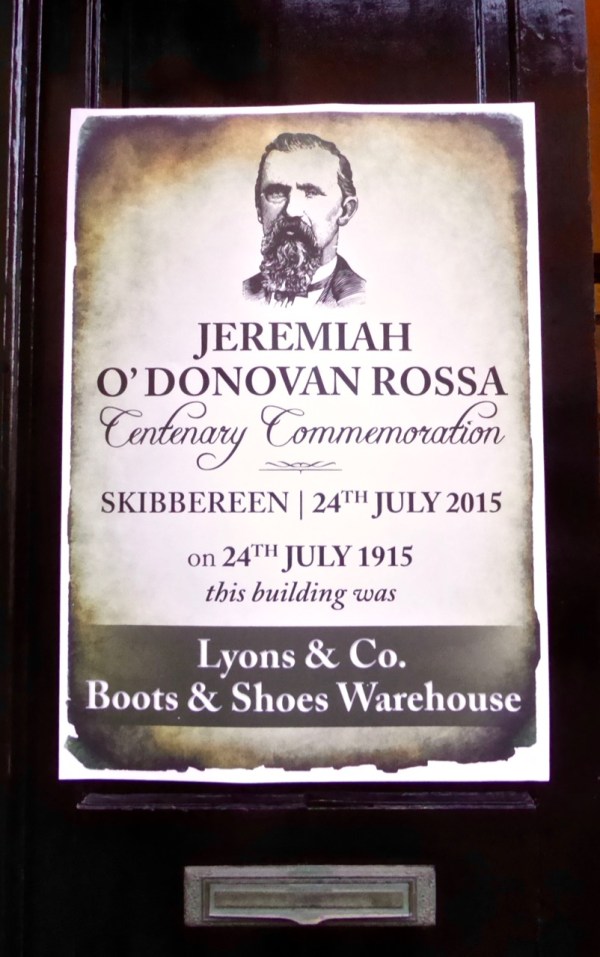 JEREMIAH
O' DONOVAN ROSSA
Centenary Commemoration
SKIBBEREEN | 24TH JULY 2015
on 24TH JULY 1915
this building was
Lyons & Co.
Boots & Shoes Warehouse